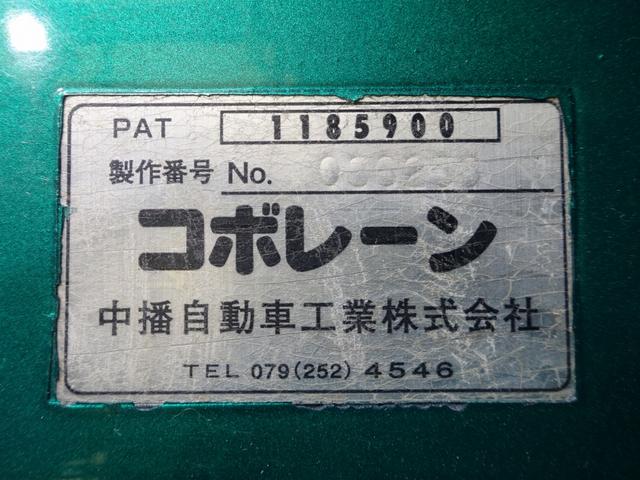 PAT 1185900
製作番号 No.
コボレーン
中播自動車工業株式会社
TEL 079(252)4546